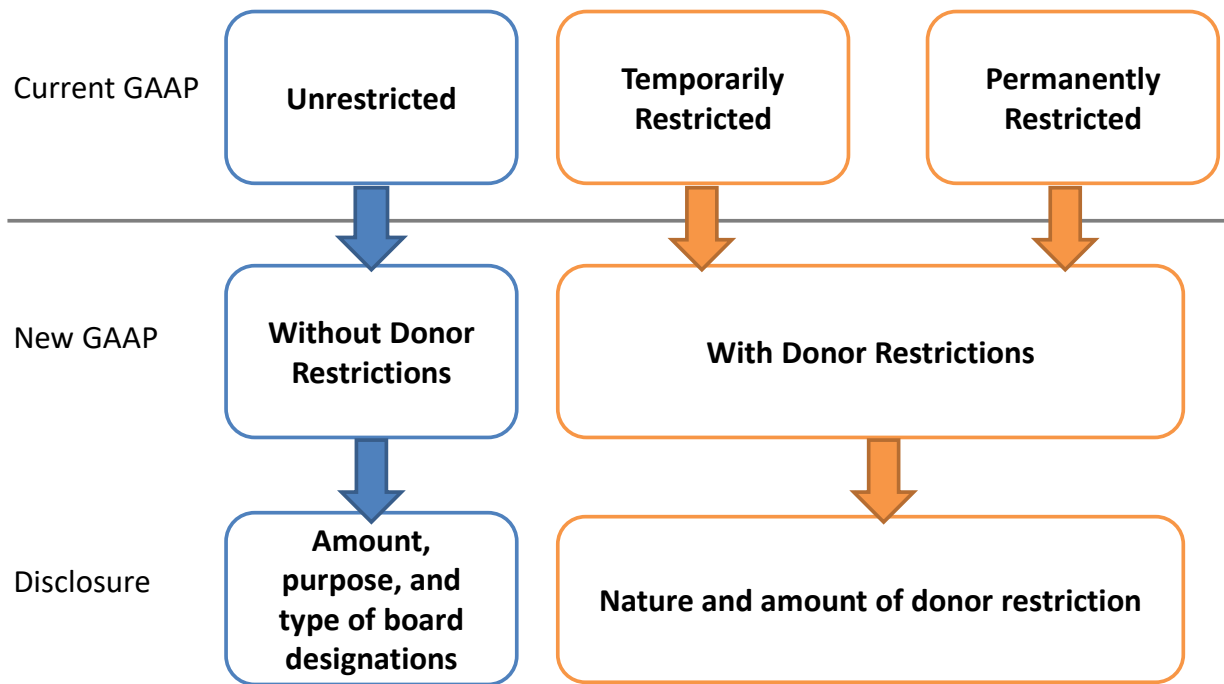 Current GAAP
Unrestricted
Temporarily
Restricted
Permanently
Restricted
New GAAP
Without Donor
Restrictions
With Donor Restrictions
Disclosure
Amount,
purpose, and
type of board
designations
Nature and amount of donor restriction